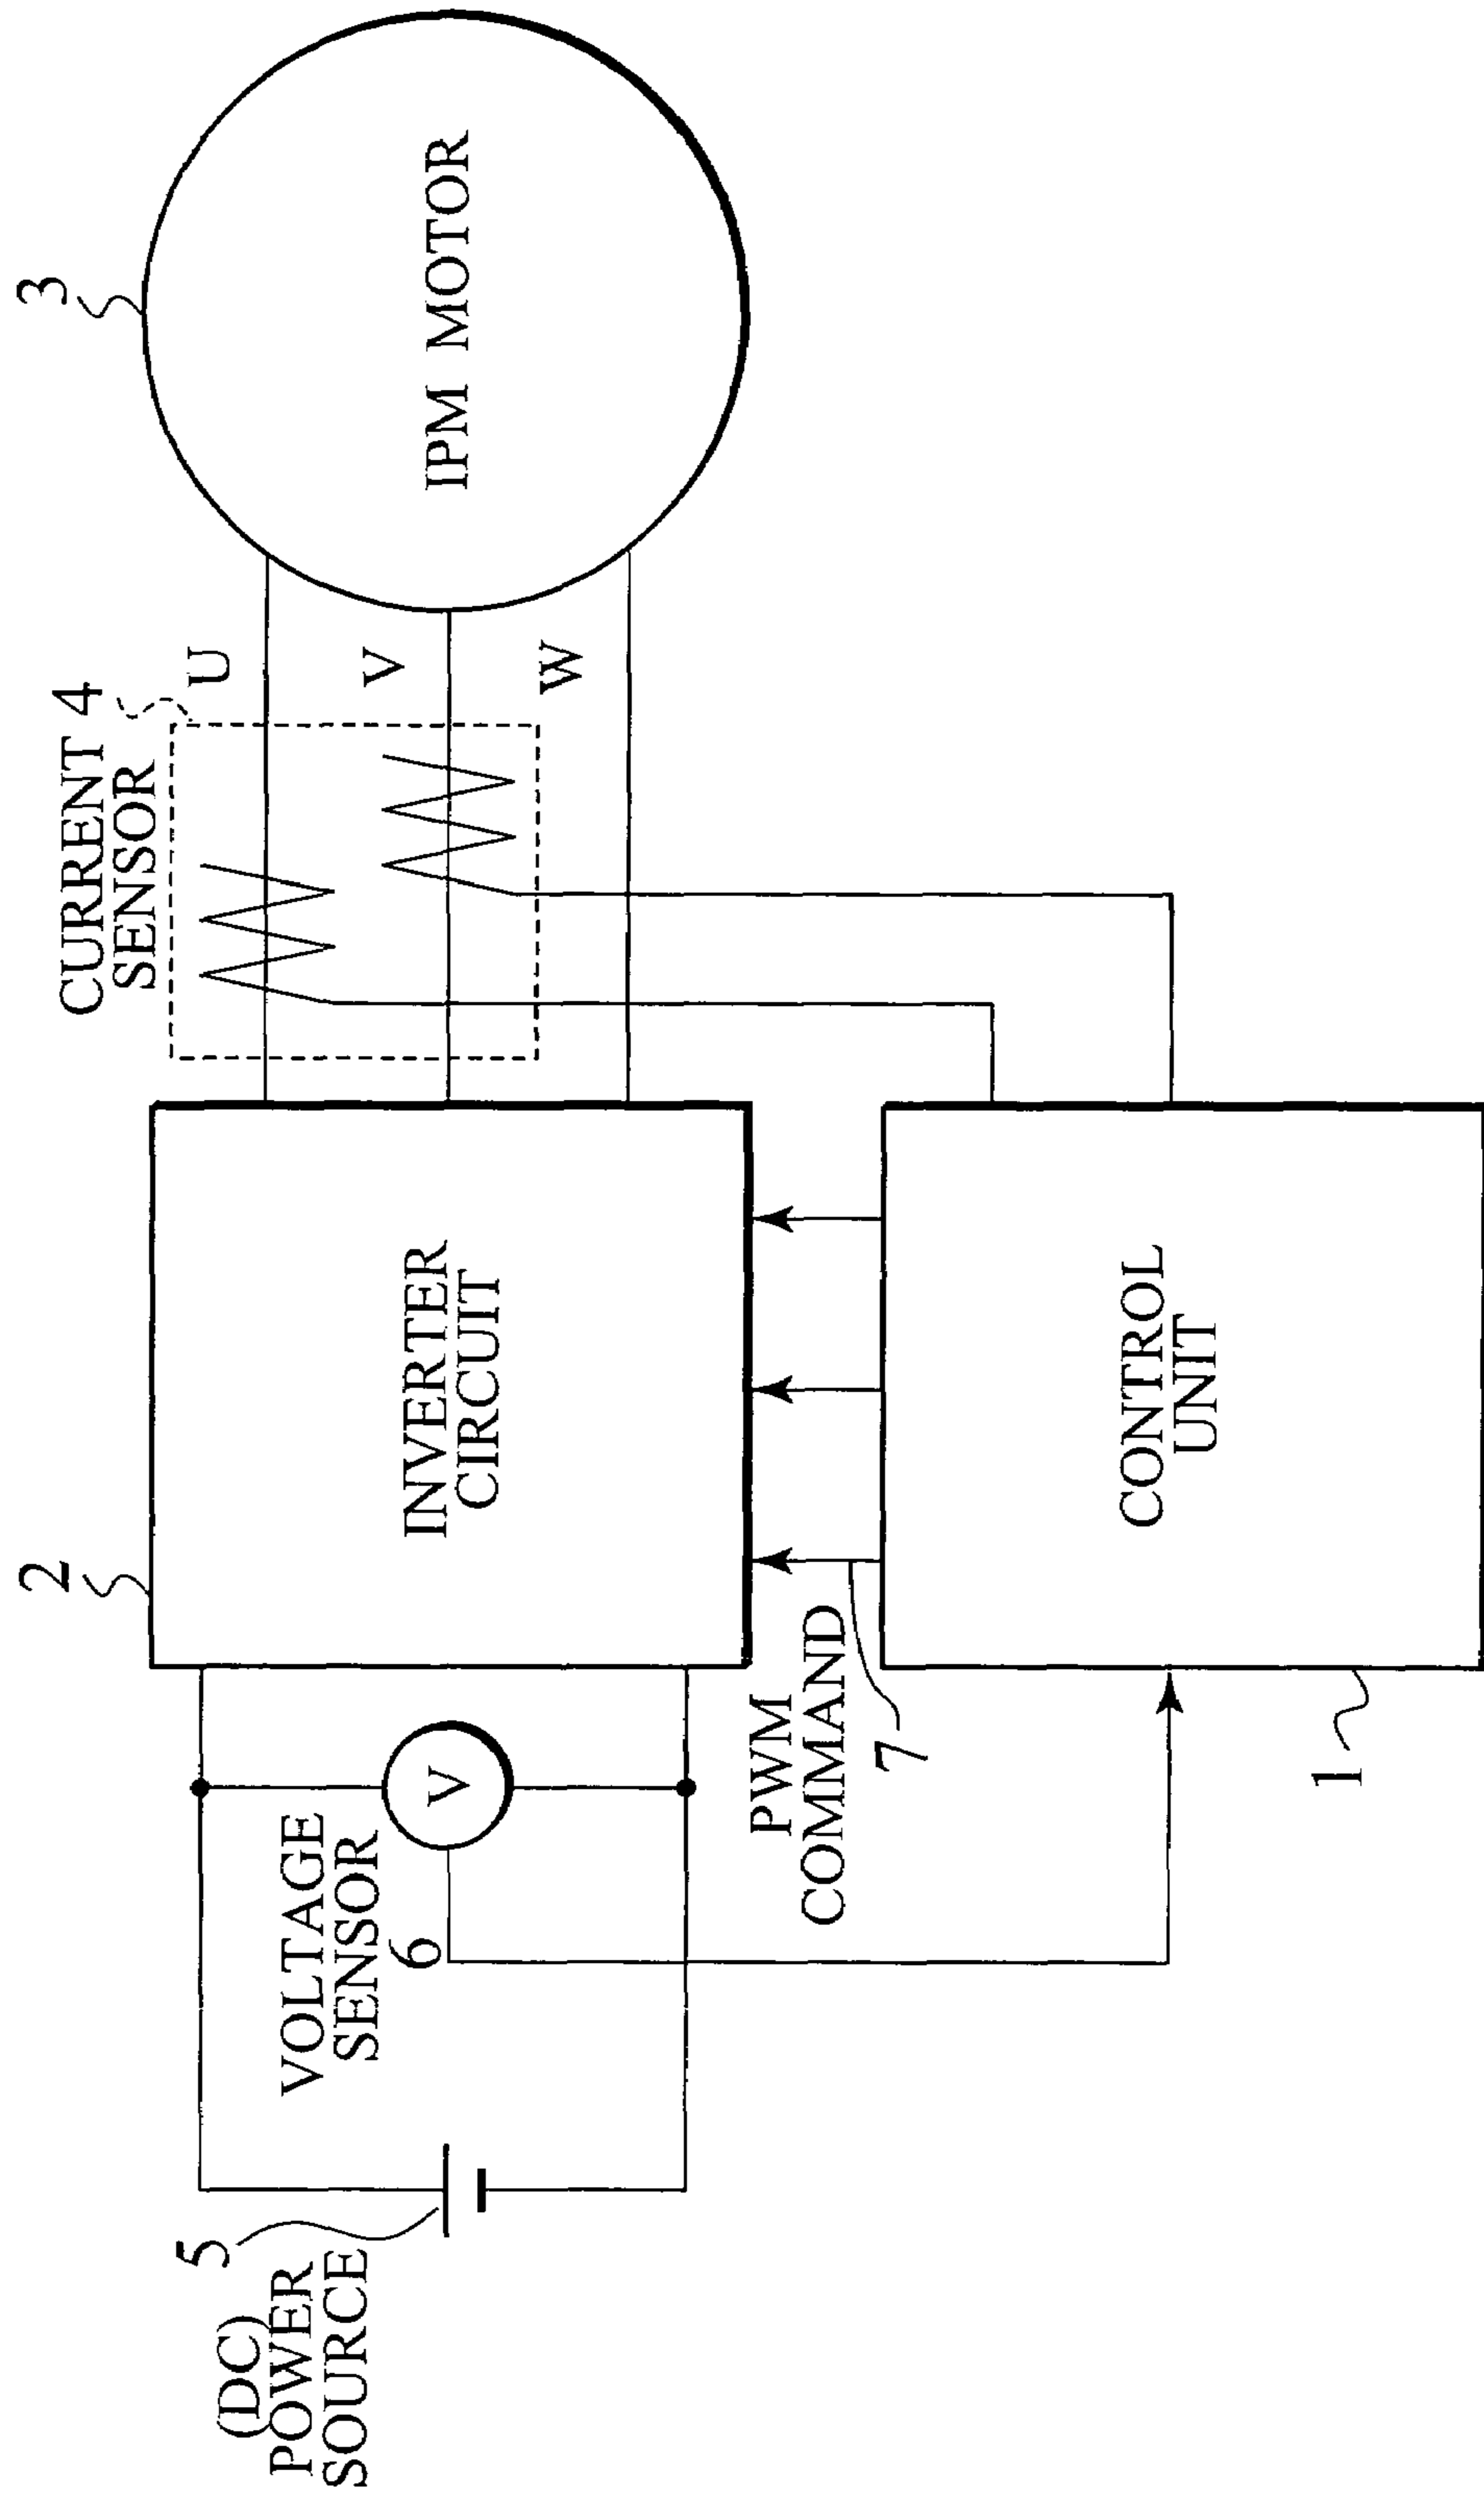 (DC)
POWER
SOURCE
5
VOLTAGE
SENSOR
6
V
2
INVERTER
CIRCUIT
CURRENT
SENSOR
4
U
V
W
3
IPM MOTOR
PWM
COMMAND
7
CONTROL
UNIT
1